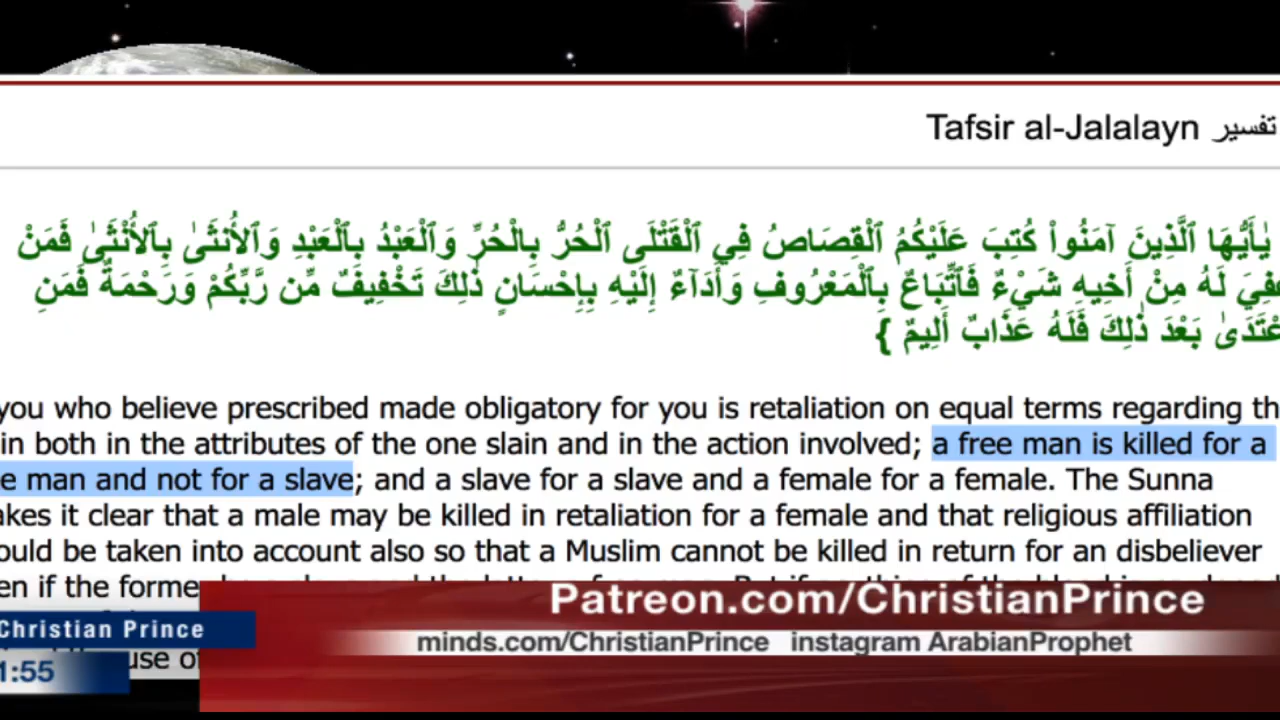 Tafsir al-Jalalayn تفسير
يٰأَيُّهَا ٱلَّذِينَ آمَنُواْ كُتِبَ عَلَيْكُمُ ٱلْقِصَاصُ فِي ٱلْقَتْلَى ٱلْحُرُّ بِالْحُرِّ وَٱلْعَبْدُ بِٱلْعَبْدِ وَٱلأُنثَىٰ بِٱلأُنْثَىٰ فَمَنْ
عُفِيَ لَهُ مِنْ أَخِيهِ شَيْءٌ فَٱتِّبَاعٌ بِٱلْمَعْرُوفِ وَأَدَآءٌ إِلَيْهِ بِإِحْسَانٍ ذٰلِكَ تَخْفِيفٌ مِّن رَّبِّكُمْ وَرَحْمَةٌ فَمَنِ
عْتَدَىٰ بَعْدَ ذٰلِكَ فَلَهُ عَذَابٌ أَلِيمٌ }
you who believe prescribed made obligatory for you is retaliation on equal terms regarding th
in both in the attributes of the one slain and in the action involved; a free man is killed for a
e man and not for a slave; and a slave for a slave and a female for a female. The Sunna
akes it clear that a male may be killed in retaliation for a female and that religious affiliation
ould be taken into account also so that a Muslim cannot be killed in return for an disbeliever
en if the former
use of
Patreon.com/ChristianPrince
Christian Prince
minds.com/ChristianPrince instagram ArabianProphet
1:55